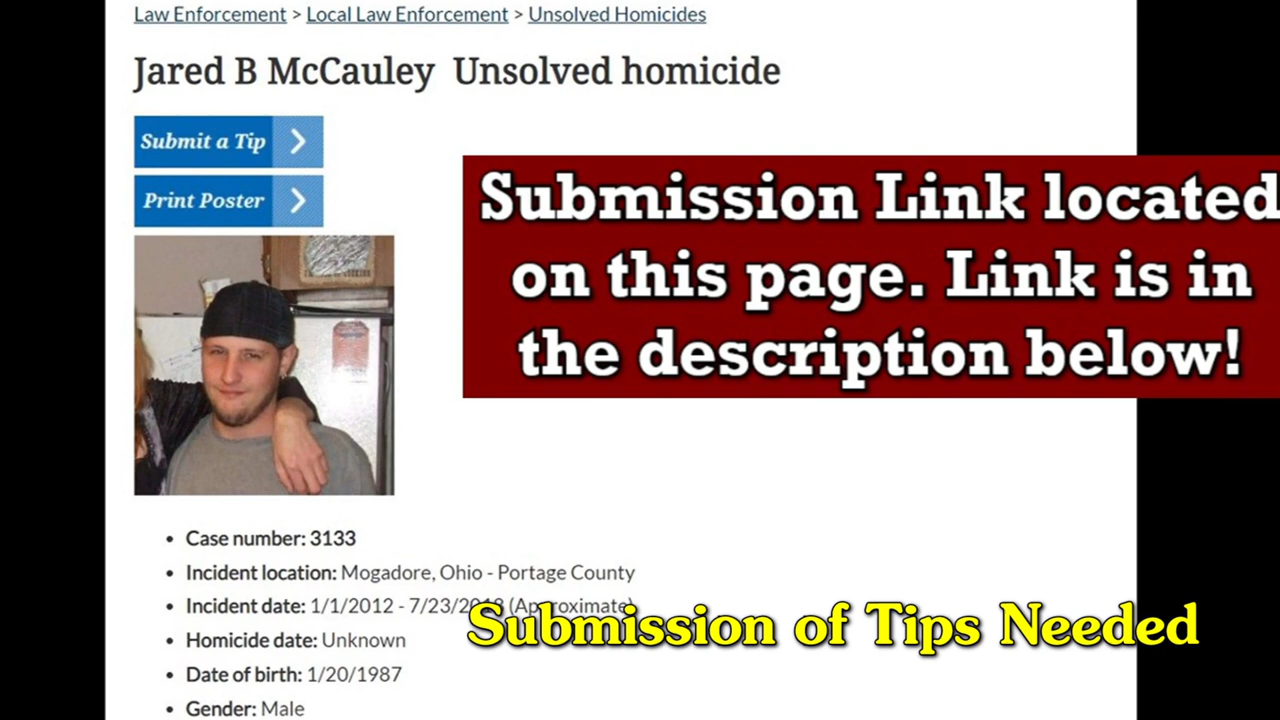 Law Enforcement > Local Law Enforcement > Unsolved Homicides
Jared B McCauley Unsolved homicide
Submit a Tip
Print Poster
Submission Link located
on this page. Link is in
the description below!
Case number: 3133
Incident location: Mogadore, Ohio - Portage County
Incident date: 1/1/2012 - (Approximate)
Submission of Tips Needed
Homicide date: Unknown
Date of birth: 1/20/1987
Gender: Male